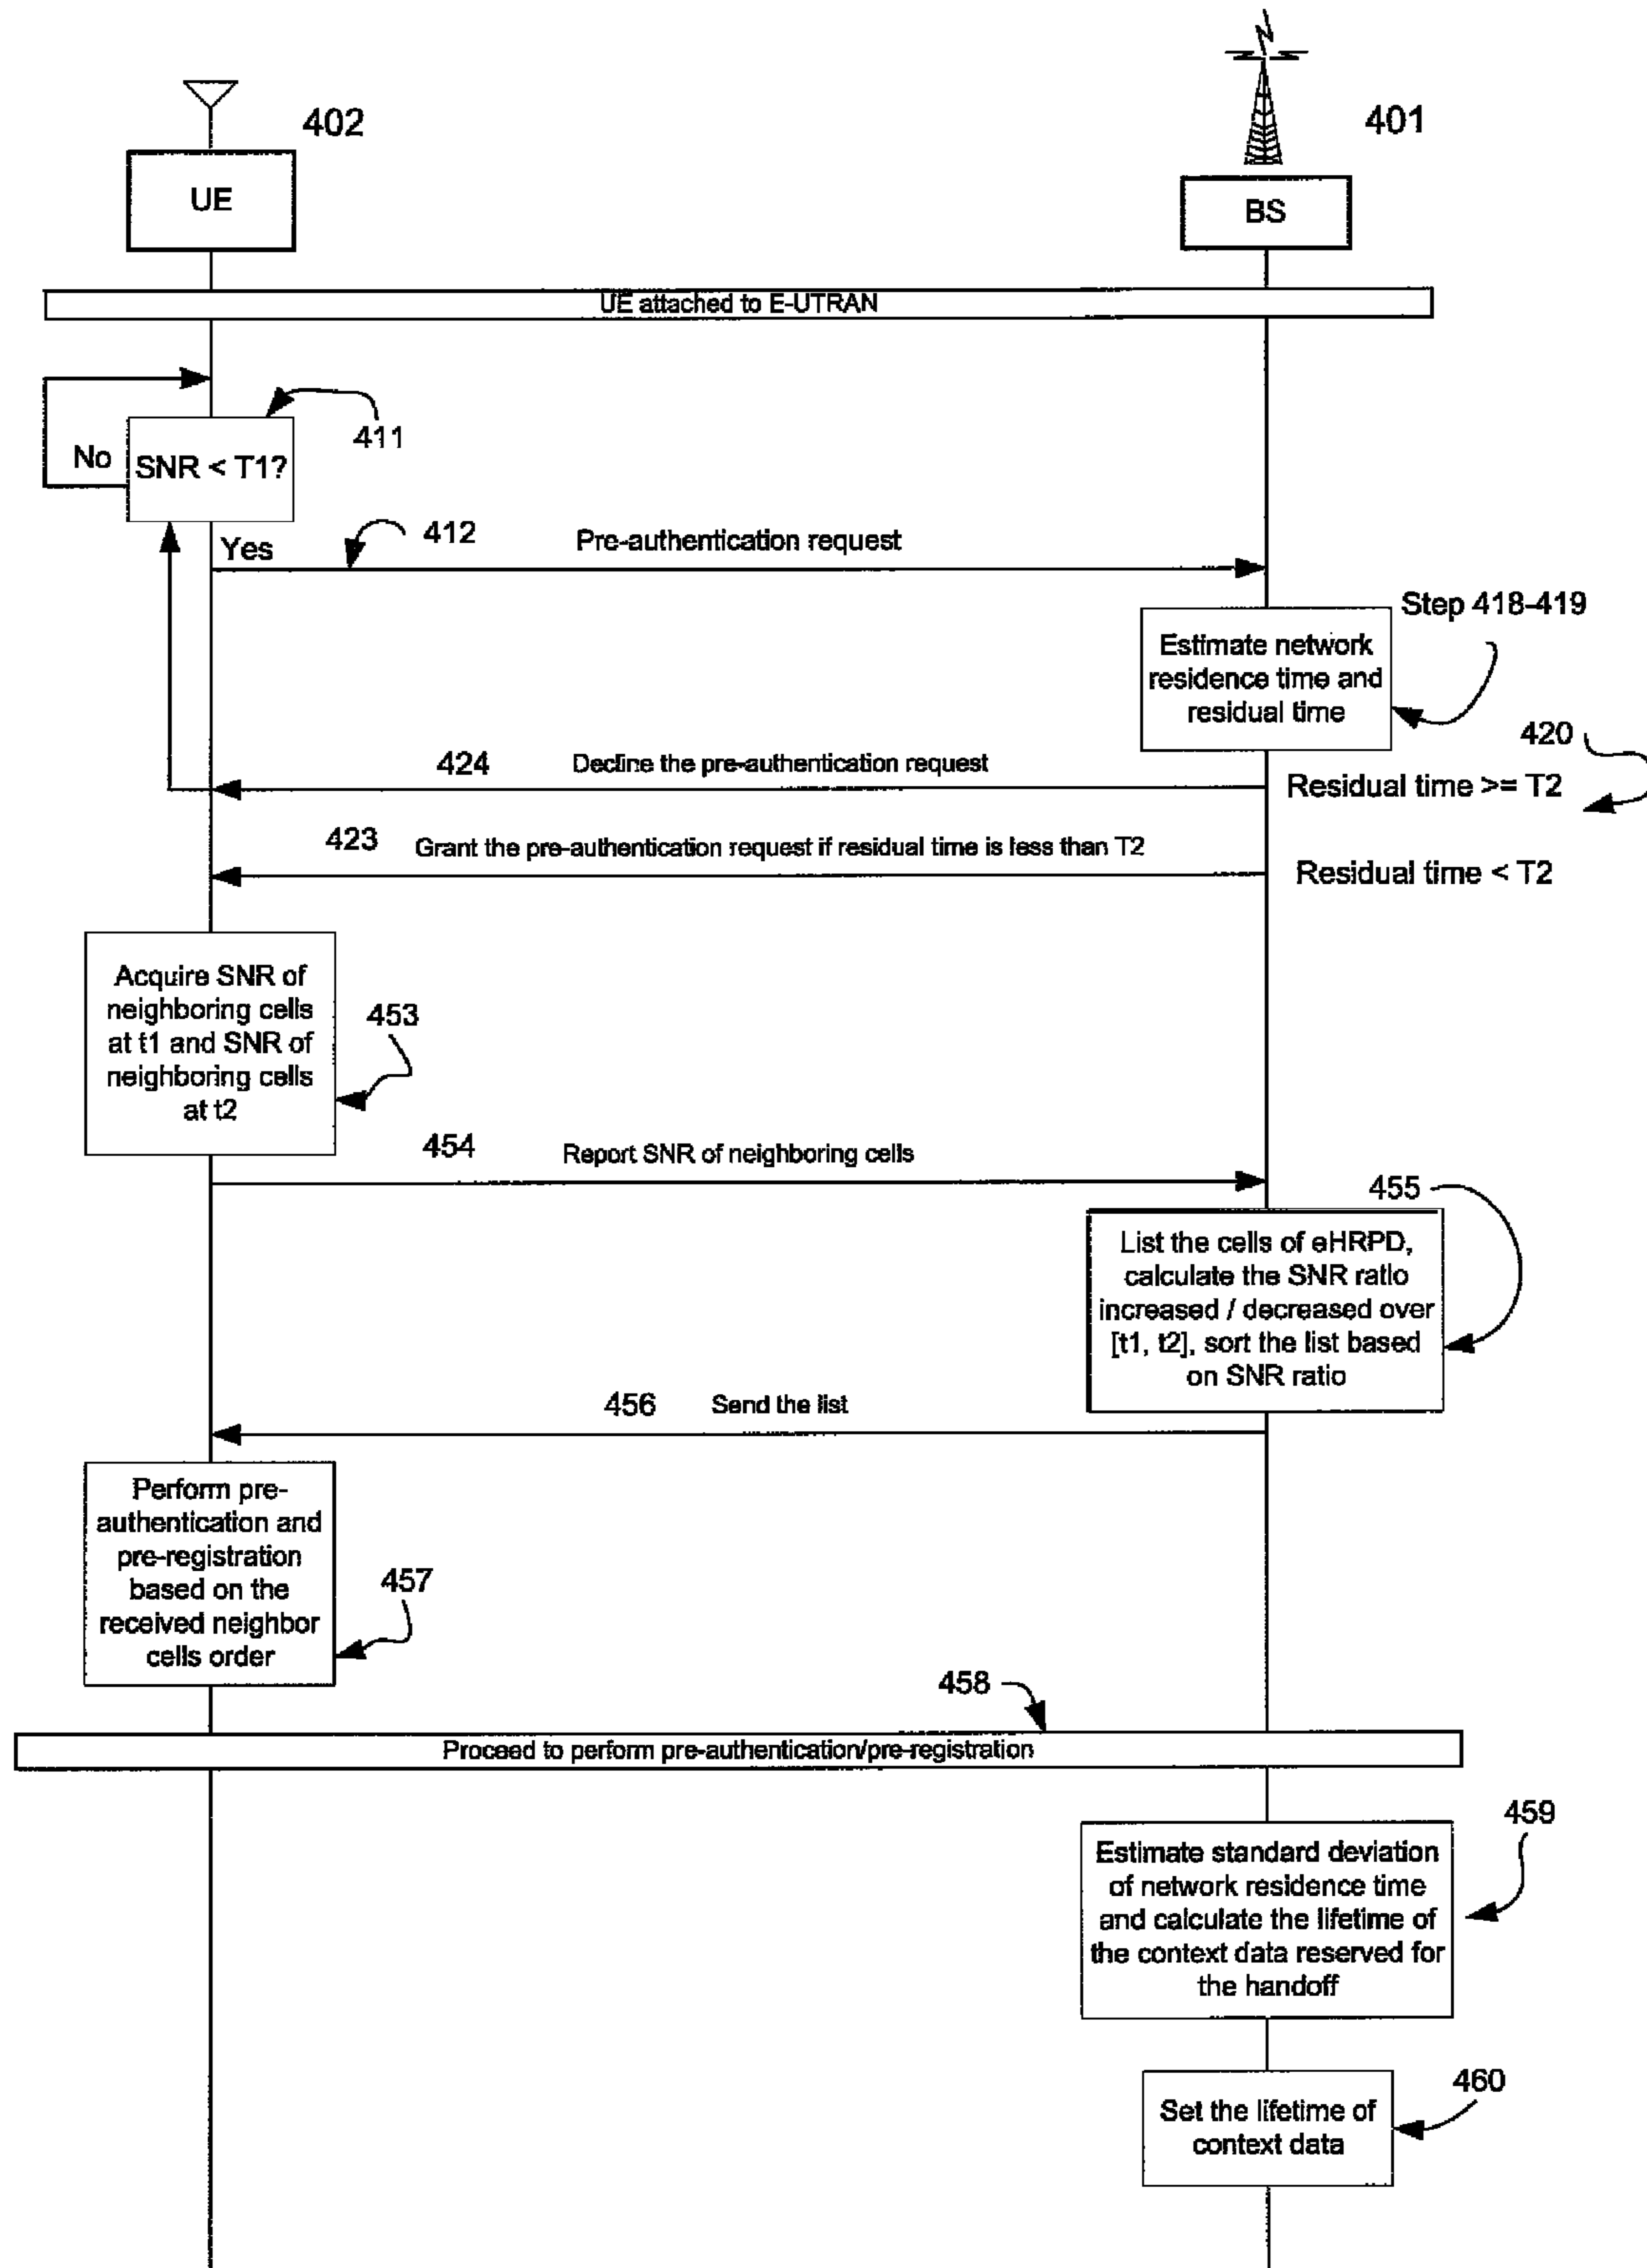 402
401
UE
BS
UE attached to E-UTRAN
411
No
SNR < T1?
412
Pre-authentication request
Yes
Step 418-419
Estimate network
residence time and
residual time
420
424
Decline the pre-authentication request
Residual time >= T2
423
Grant the pre-authentication request if residual time is less than T2
Residual time < T2
Acquire SNR of
neighboring cells
at t1 and SNR of
neighboring cells
at t2
453
454
Report SNR of neighboring cells
455
List the cells of eHRPD,
calculate the SNR ratio
increased / decreased over
[t1, t2], sort the list based
on SNR ratio
456
Send the list
Perform pre-
authentication and
pre-registration
based on the
received neighbor
cells order
457
458
Proceed to perform pre-authentication/pre-registration
459
Estimate standard deviation
of network residence time
and calculate the lifetime of
the context data reserved for
the handoff
460
Set the lifetime of
context data